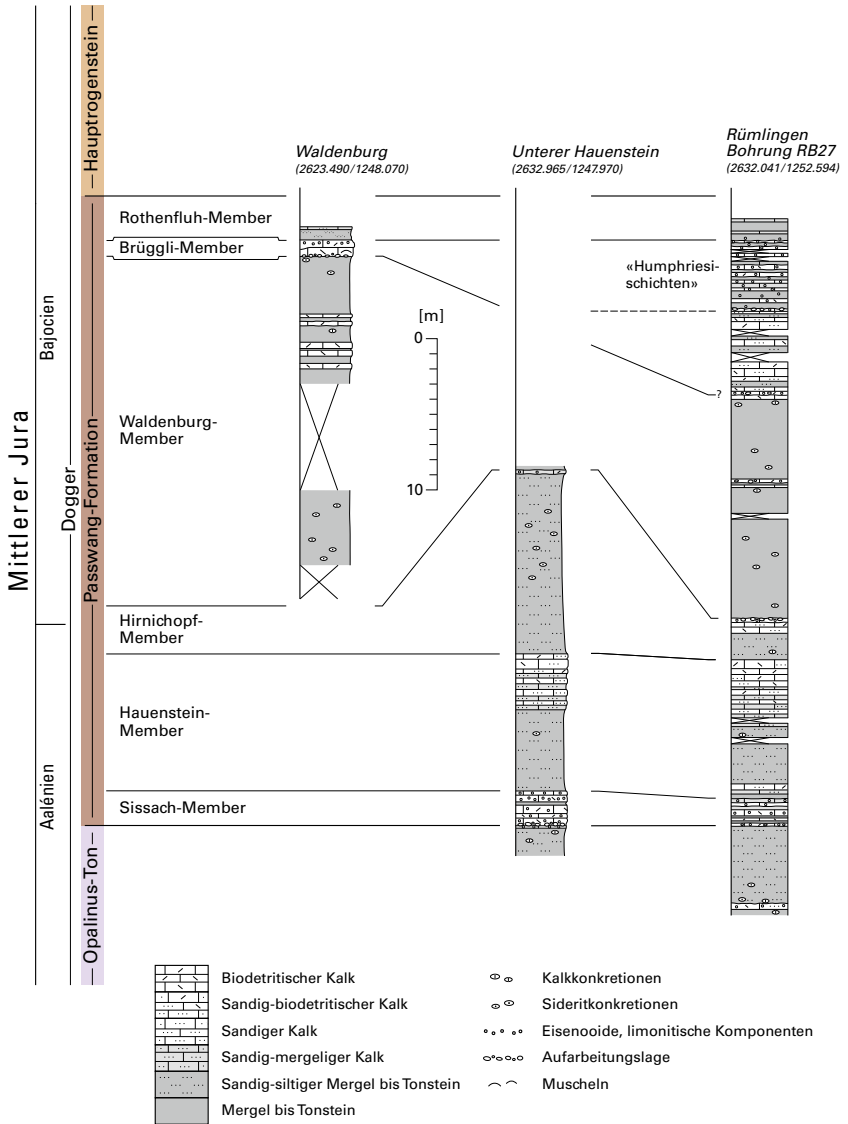 Mittlerer Jura
Bajocien
Aalénien
Dogger
— Hauptrogenstein —
— Passwang-Formation —
— Opalinus-Ton —
Waldenburg
(2623.490/1248.070)
Unterer Hauenstein
(2632.965/1247.970)
Rümlingen
Bohrung RB27
(2632.041/1252.594)
Rothenfluh-Member
Brüggli-Member
«Humphriesi-
schichten»
[m]
0
10
?
Waldenburg-
Member
Hirnichopf-
Member
Hauenstein-
Member
Sissach-Member
Biodetritischer Kalk
Sandig-biodetritischer Kalk
Sandiger Kalk
Sandig-mergeliger Kalk
Sandig-siltiger Mergel bis Tonstein
Mergel bis Tonstein
Kalkkonkretionen
Sideritkonkretionen
Eisenooide, limonitische Komponenten
Aufarbeitungslage
Muscheln